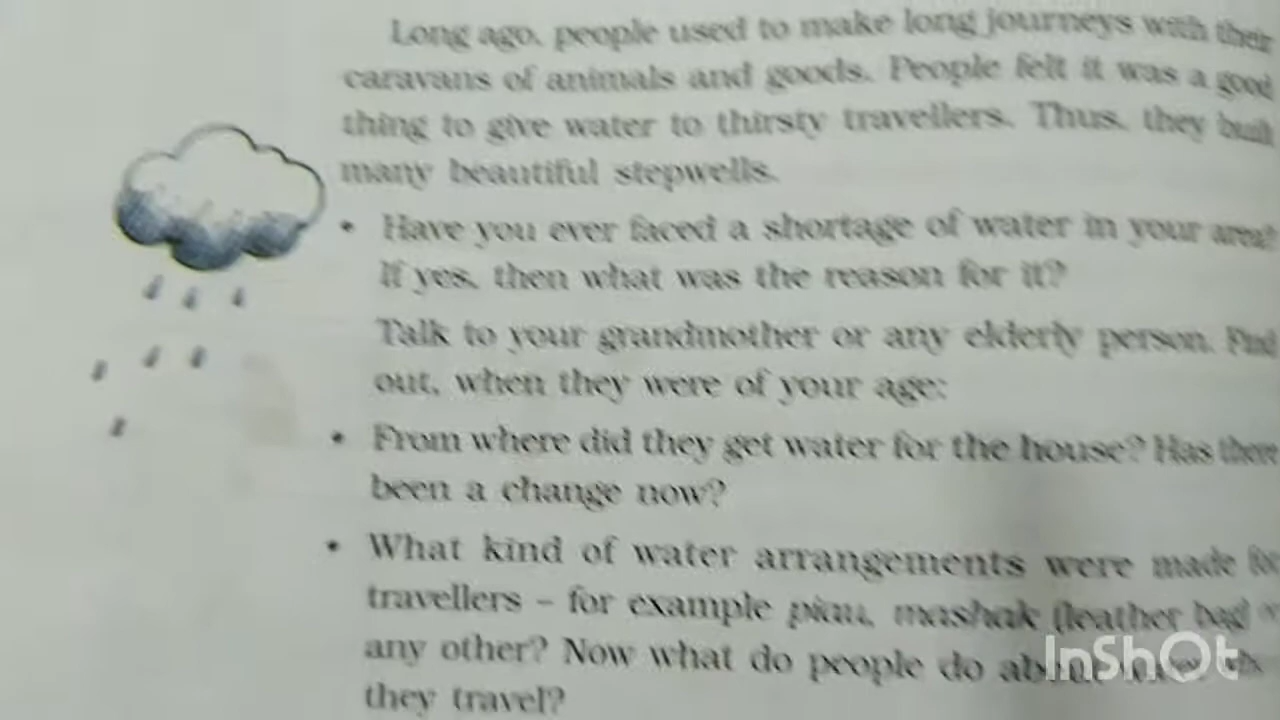 Long ago, people used to make long journeys with their
caravans of animals and goods. People felt it was a good
thing to give water to thirsty travellers. Thus, they built
many beautiful stepwells.
• Have you ever faced a shortage of water in your area?
If yes, then what was the reason for it?
Talk to your grandmother or any elderly person. Find
out, when they were of your age:
• From where did they get water for the house? Has there
been a change now?
• What kind of water arrangements were made for
travellers – for example piau, mashak (leather bag)
any other? Now what do people do about
they travel?
InShOt